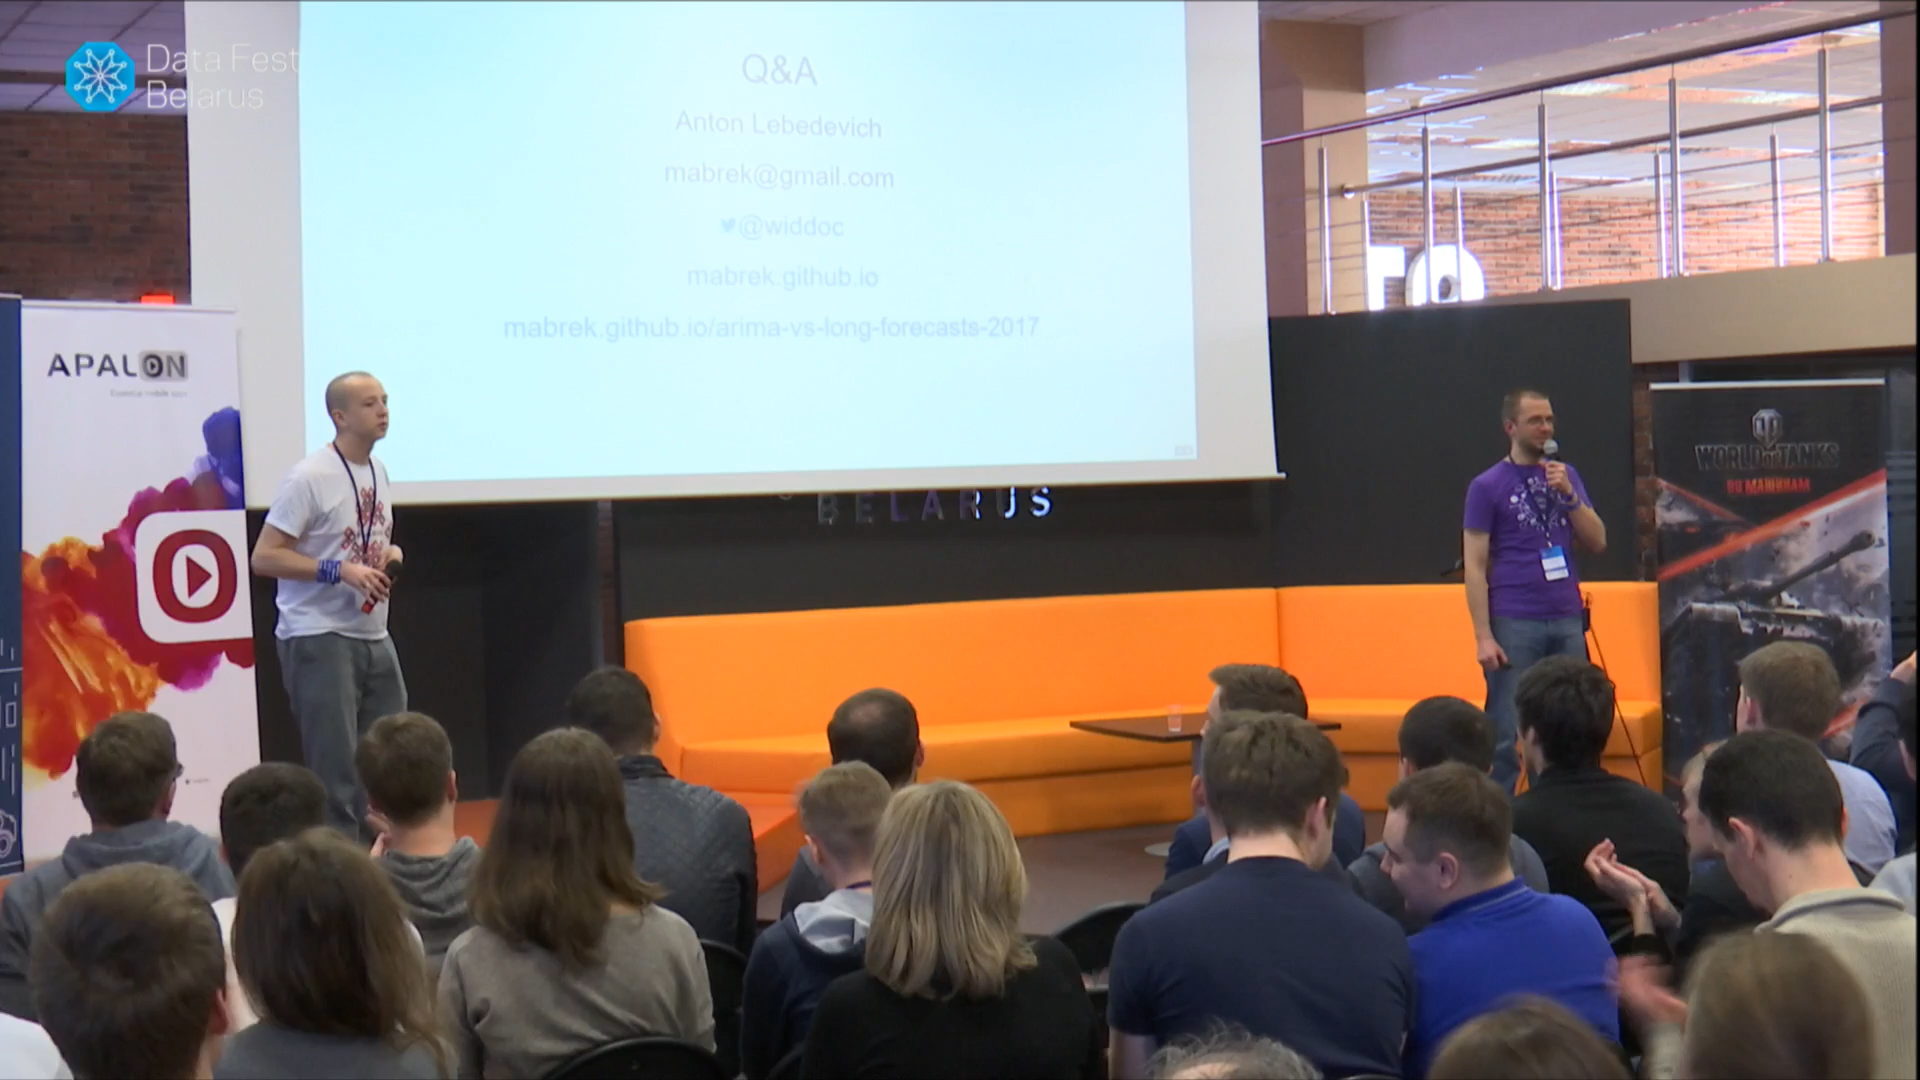 Data Fest
Belarus
Q&A
Anton Lebedevich
mabrek@gmail.com
@widdoc
mabrek.github.io
mabrek.github.io/arima-vs-long-forecasts-2017
TO
APALON
BELARUS
WORLD OF TANKS